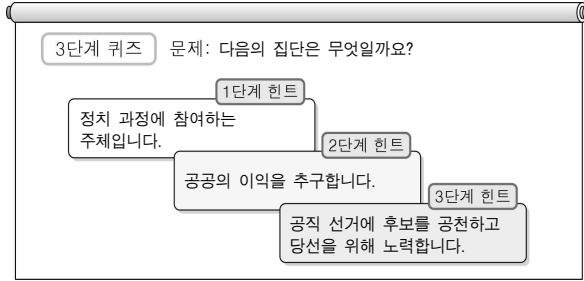 3단계 퀴즈 문제: 다음의 집단은 무엇일까요?
1단계 힌트
정치 과정에 참여하는
주체입니다.
2단계 힌트
공공의 이익을 추구합니다.
3단계 힌트
공직 선거에 후보를 공천하고
당선을 위해 노력합니다.